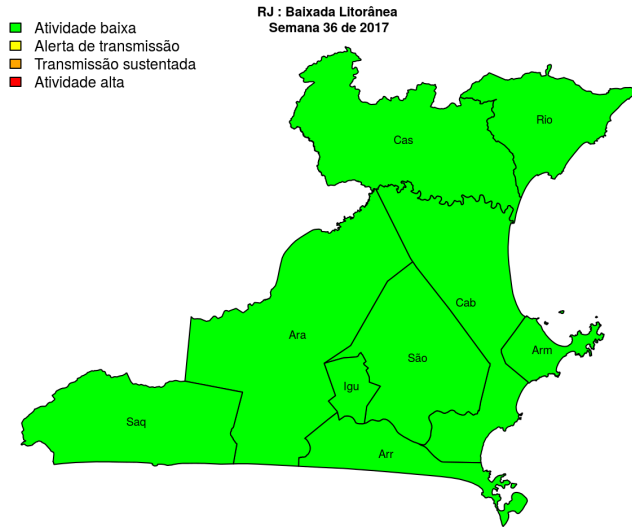 RJ : Baixada Litorânea
Semana 36 de 2017
Atividade baixa
Alerta de transmissão
Transmissão sustentada
Atividade alta
Rio
Cas
Cab
Ara
Arm
São
Igu
Saq
Arr